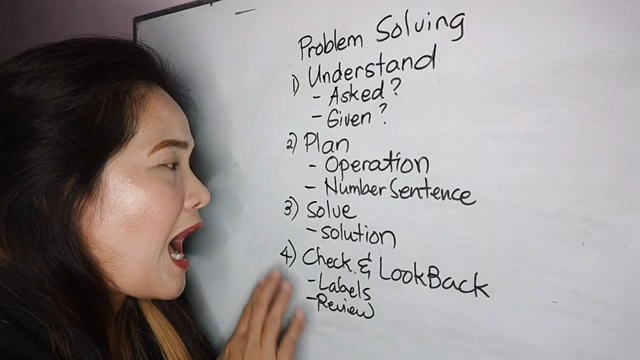 Problem Solving
1) Understand
- Asked?
- Given?
2) Plan
- Operation
- Number Sentence
3) Solve
- Solution
4) Check & Look Back
- Labels
- Review